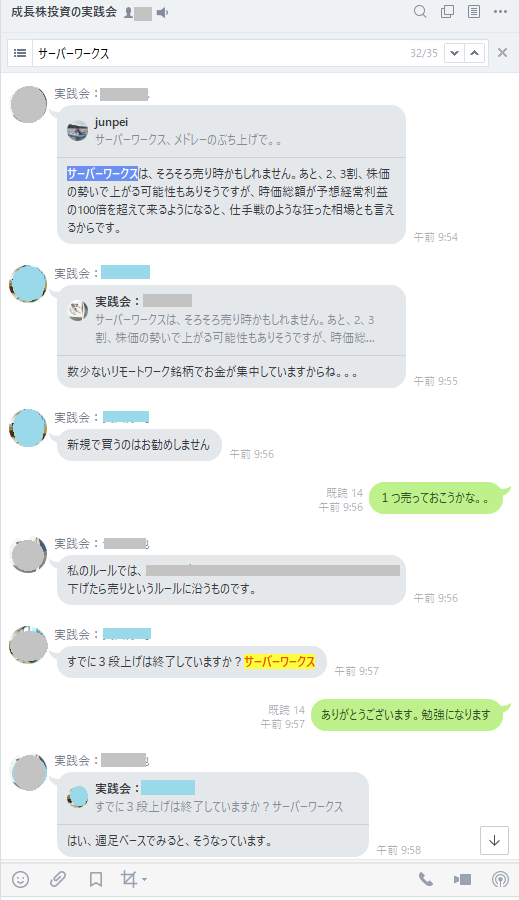 成長株投資の実践会
サーバーワークス
32/35
実践会：
junpei
サーバーワークス、メドレーのぶち上げで。。
サーバーワークスは、そろそろ売り時かもしれません。あと、2、3割、株価
の勢いで上がる可能性もありそうですが、時価総額が予想経常利益
の100倍を超えて来るようになると、仕手戦のような狂った相場とも言え
るからです。
午前 9:54
実践会：
実践会：
サーバーワークスは、そろそろ売り時かもしれません。あと、2、3
割、株価の勢いで上がる可能性もありそうですが、時価総...
数少ないリモートワーク銘柄でお金が集中していますからね。。。
午前 9:55
実践会：
新規で買うのはお勧めしません
午前 9:56
既読 14
午前 9:56
１つ売っておこうかな。。
実践会：
私のルールでは、
下げたら売りというルールに沿うものです。
午前 9:56
実践会：
すでに３段上げは終了していますか？サーバーワークス
午前 9:57
既読 14
午前 9:57
ありがとうございます。勉強になります
実践会：
実践会：
すでに３段上げは終了していますか？サーバーワークス
はい、週足ベースでみると、そうなっています。
午前 9:58